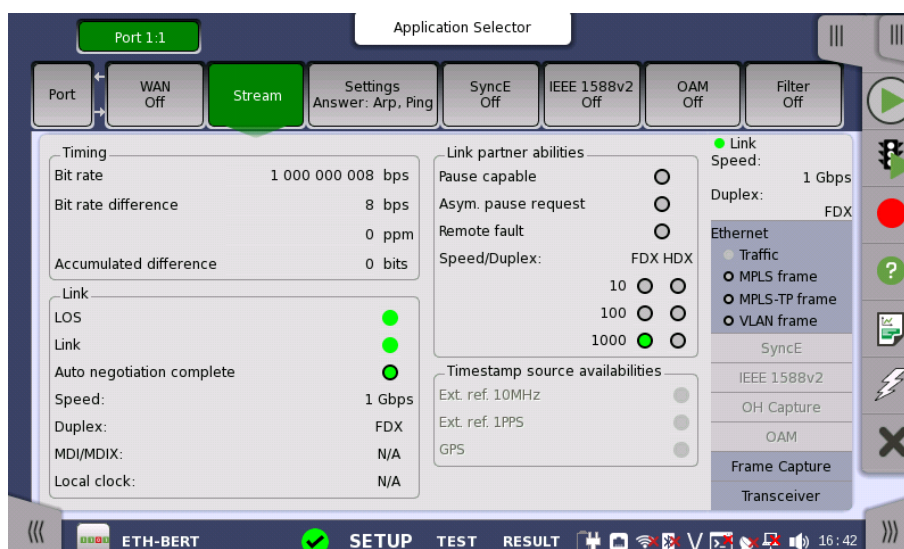 Port 1:1
Application Selector
Port
WAN
Off
Stream
Settings
Answer: Arp, Ping
SyncE
Off
IEEE 1588v2
Off
OAM
Off
Filter
Off
Timing
Bit rate 1 000 000 008 bps
Bit rate difference 8 bps
0 ppm
Accumulated difference 0 bits
Link
LOS
Link
Auto negotiation complete
Speed: 1 Gbps
Duplex: FDX
MDI/MDIX: N/A
Local clock: N/A
Link partner abilities
Pause capable
Asym. pause request
Remote fault
Speed/Duplex: FDX HDX
10
100
1000
Timestamp source availabilities
Ext. ref. 10MHz
Ext. ref. 1PPS
GPS
Link
Speed:
1 Gbps
Duplex:
FDX
Ethernet
Traffic
MPLS frame
MPLS-TP frame
VLAN frame
SyncE
IEEE 1588v2
OH Capture
OAM
Frame Capture
Transceiver
ETH-BERT SETUP TEST RESULT V 16:42